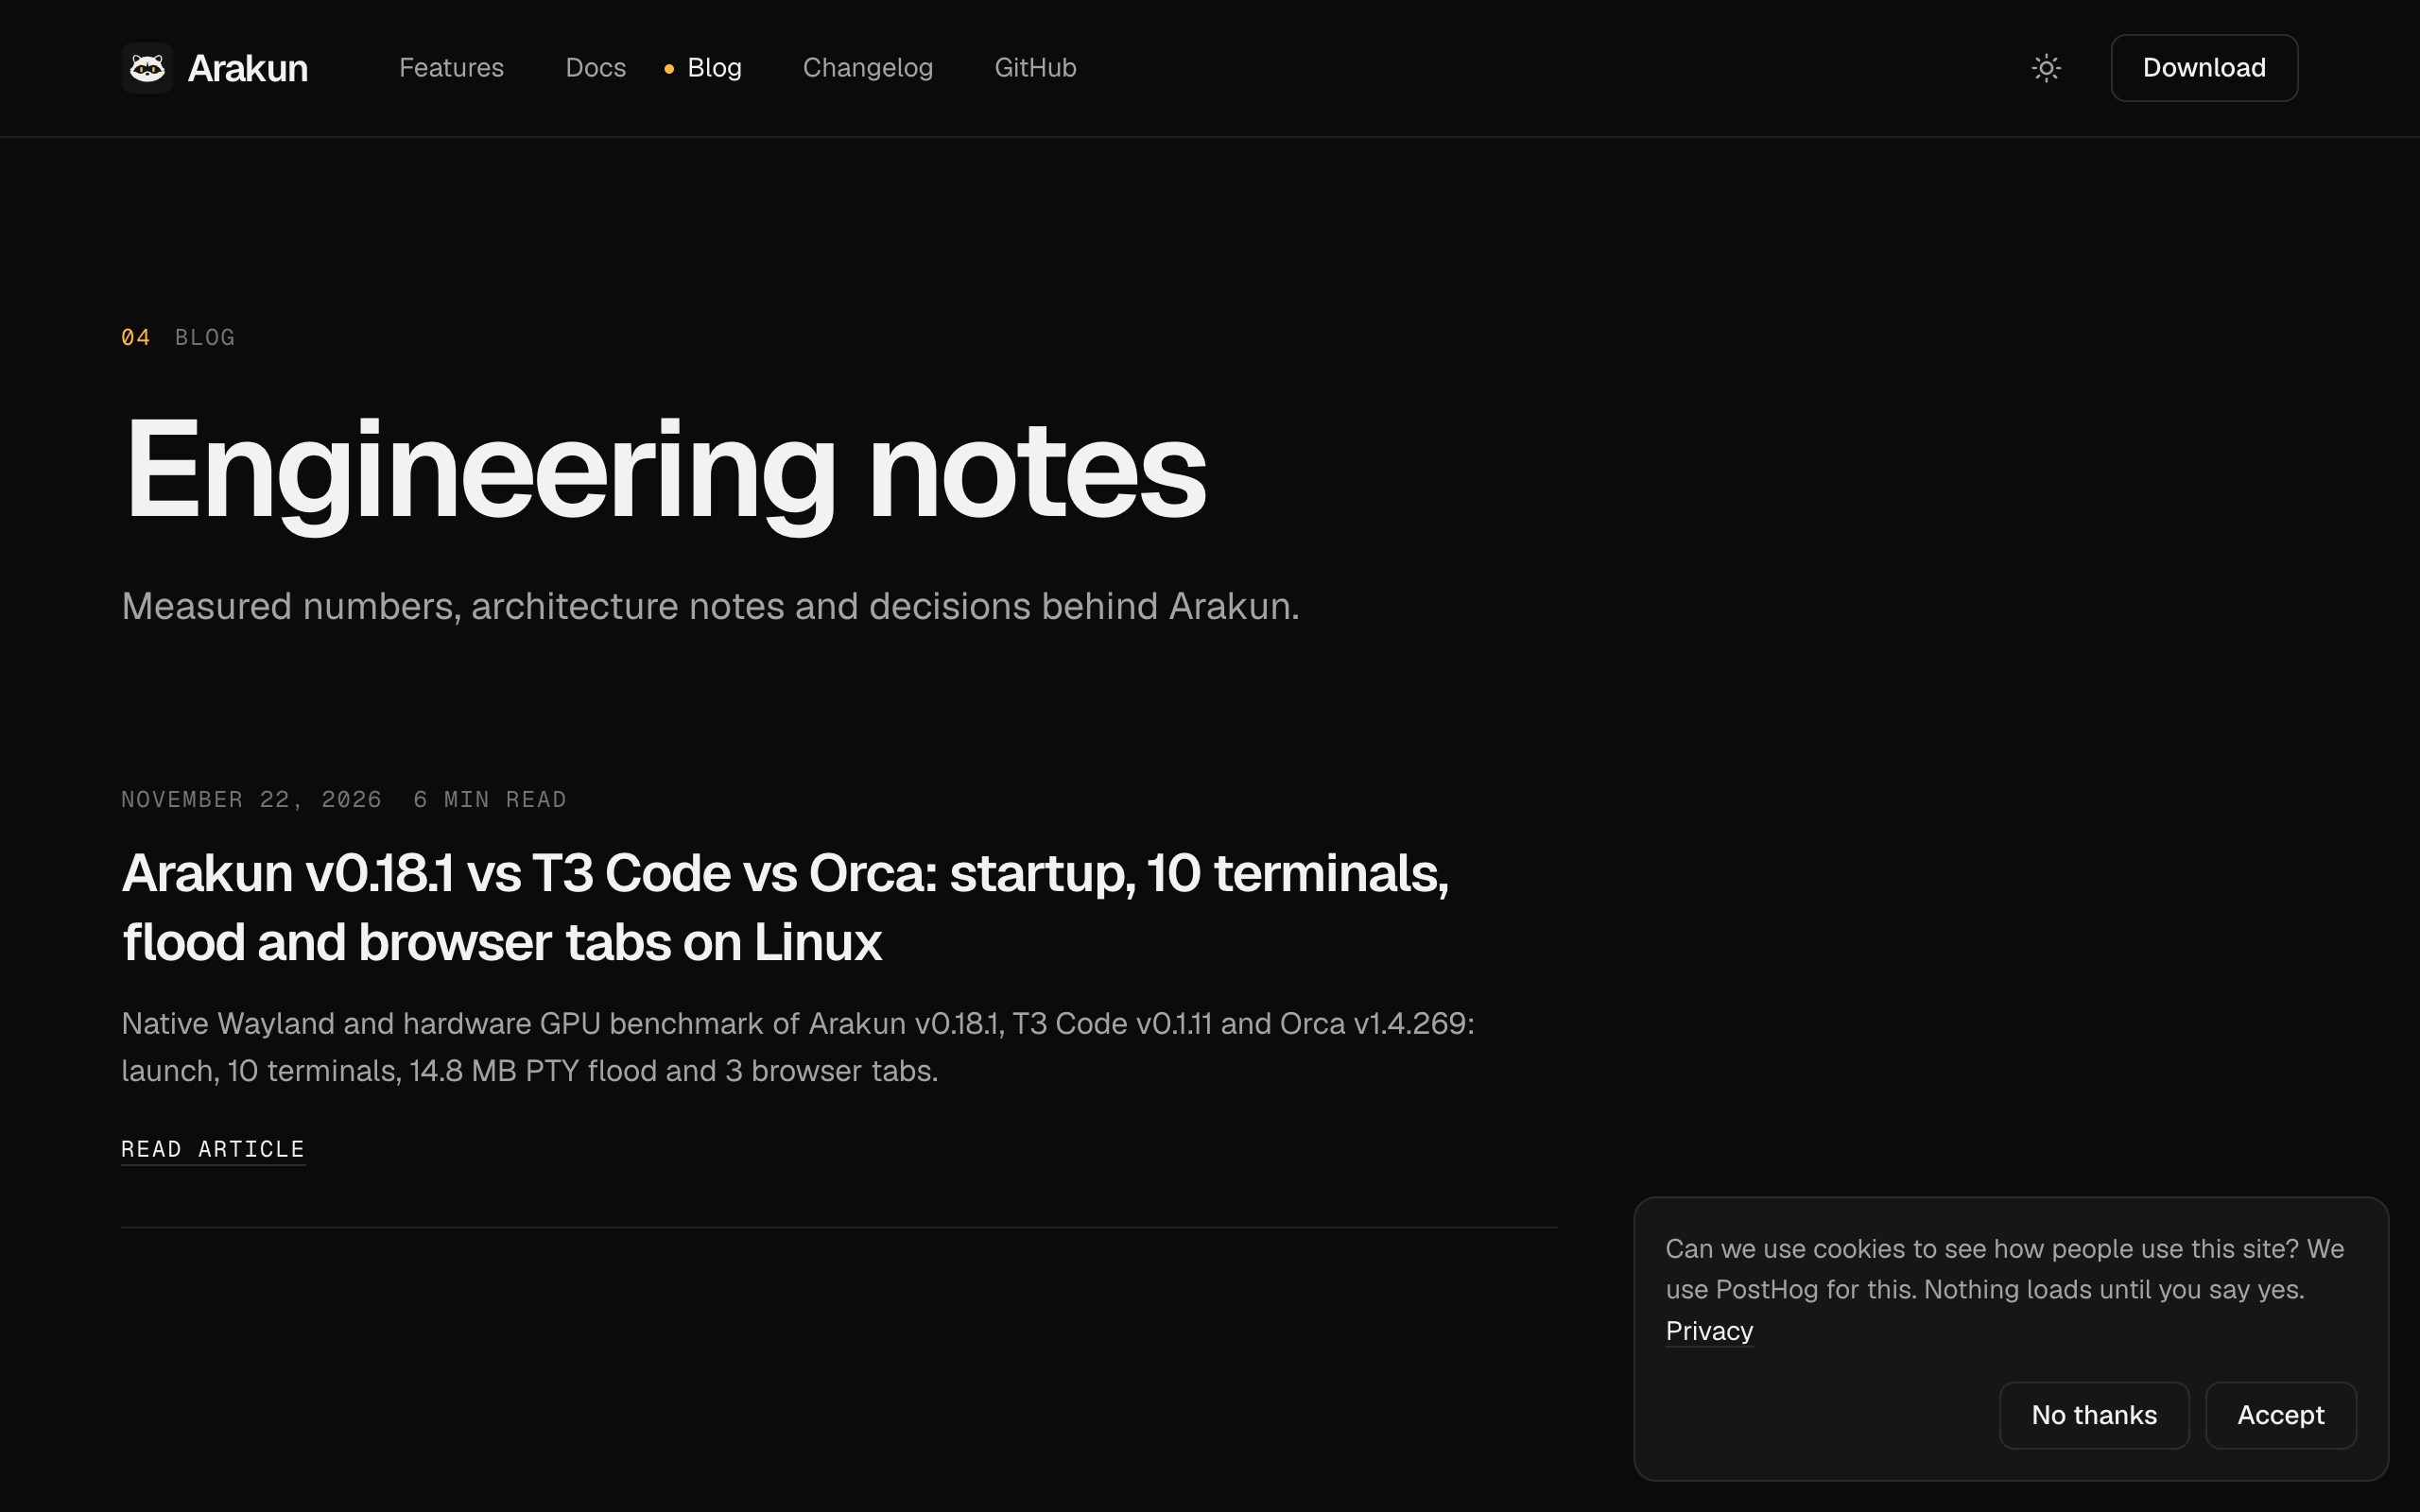 Arakun
Features
Docs
Blog
Changelog
GitHub
Download
04 BLOG
Engineering notes
Measured numbers, architecture notes and decisions behind Arakun.
NOVEMBER 22, 2026 6 MIN READ
Arakun v0.18.1 vs T3 Code vs Orca: startup, 10 terminals,
flood and browser tabs on Linux
Native Wayland and hardware GPU benchmark of Arakun v0.18.1, T3 Code v0.1.11 and Orca v1.4.269:
launch, 10 terminals, 14.8 MB PTY flood and 3 browser tabs.
READ ARTICLE
Can we use cookies to see how people use this site? We
use PostHog for this. Nothing loads until you say yes.
Privacy
No thanks
Accept